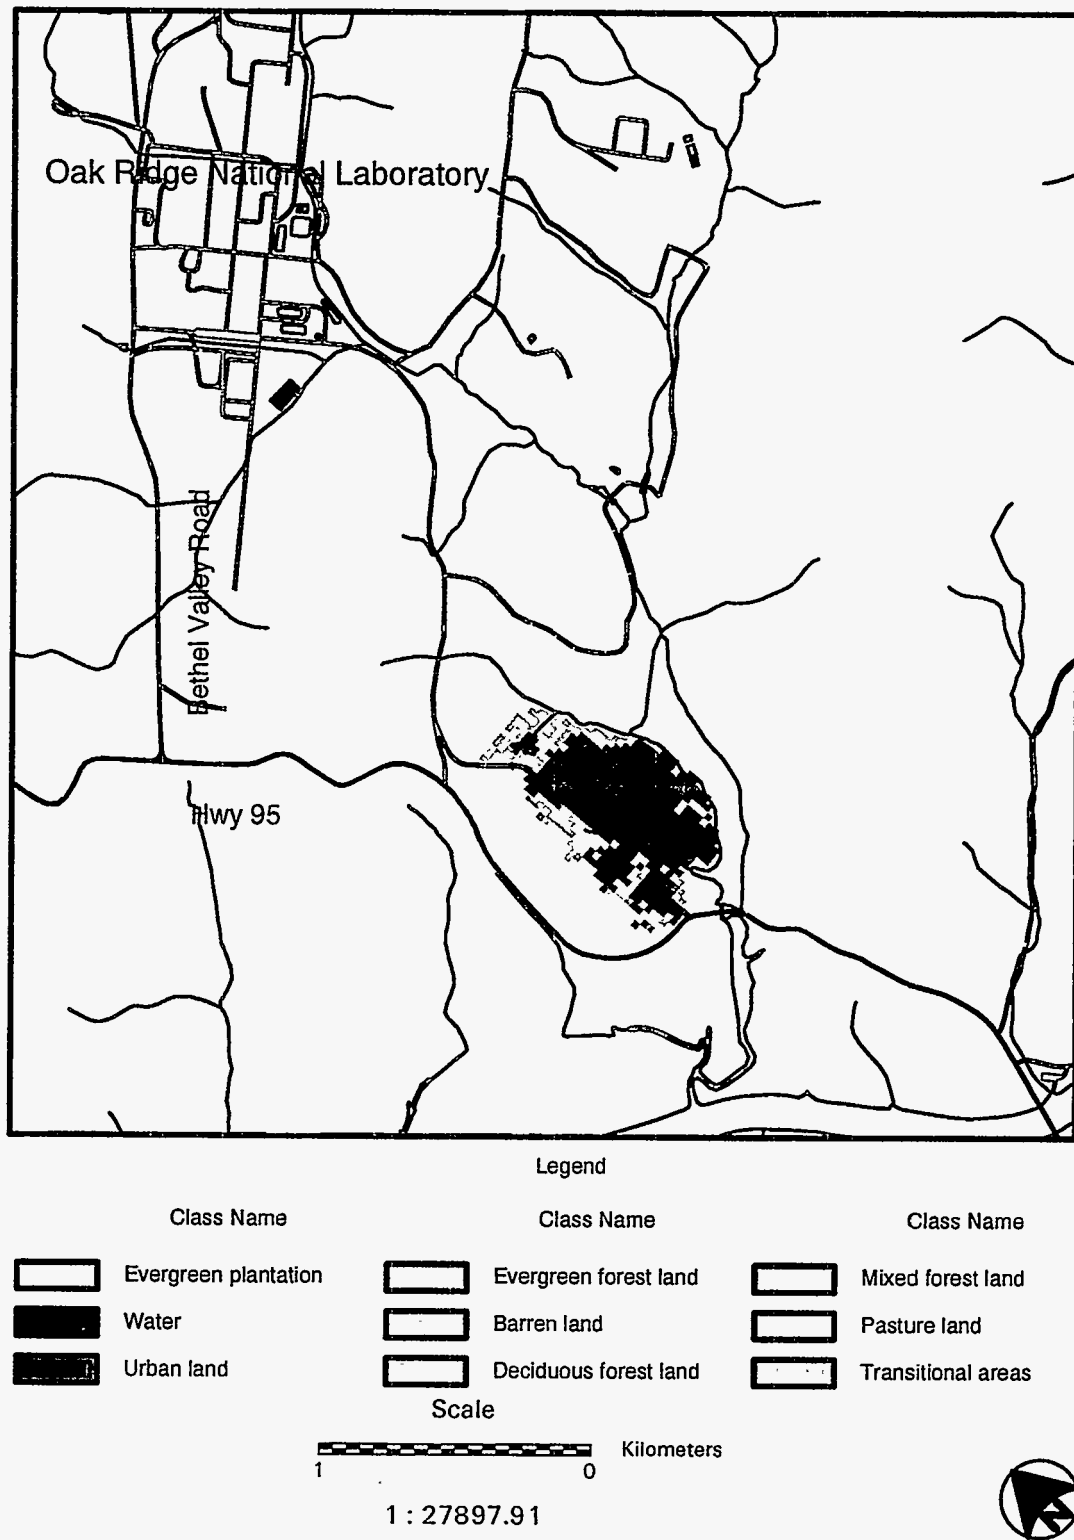 Oak Ridge National Laboratory
Bethel Valley Road
Hwy 95
Legend
Class Name Class Name Class Name
Evergreen plantation Evergreen forest land Mixed forest land
Water Barren land Pasture land
Urban land Deciduous forest land Transitional areas
Scale
Kilometers
1 0
1 : 27897.91
N